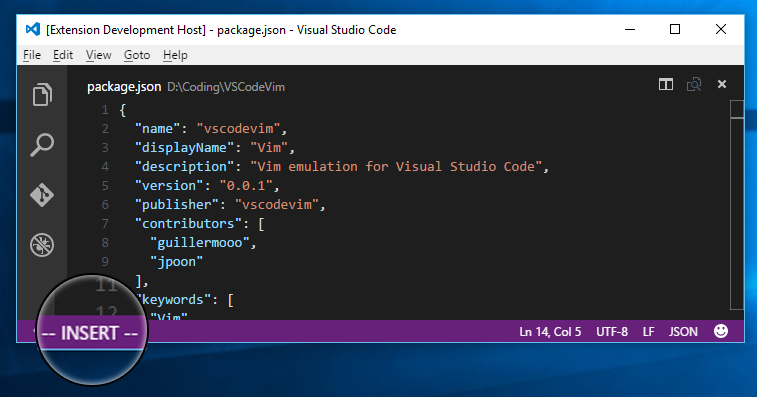 [Extension Development Host] - package.json - Visual Studio Code
File Edit View Goto Help
package.json D:\Coding\VSCodeVim
1 {
2 "name": "vscodevim",
3 "displayName": "Vim",
4 "description": "Vim emulation for Visual Studio Code",
5 "version": "0.0.1",
6 "publisher": "vscodevim",
7 "contributors": [
8 "guillermooo",
9 "jpoon"
10 ],
11 "keywords": [
12 "Vim"
-- INSERT -- Ln 14, Col 5 UTF-8 LF JSON